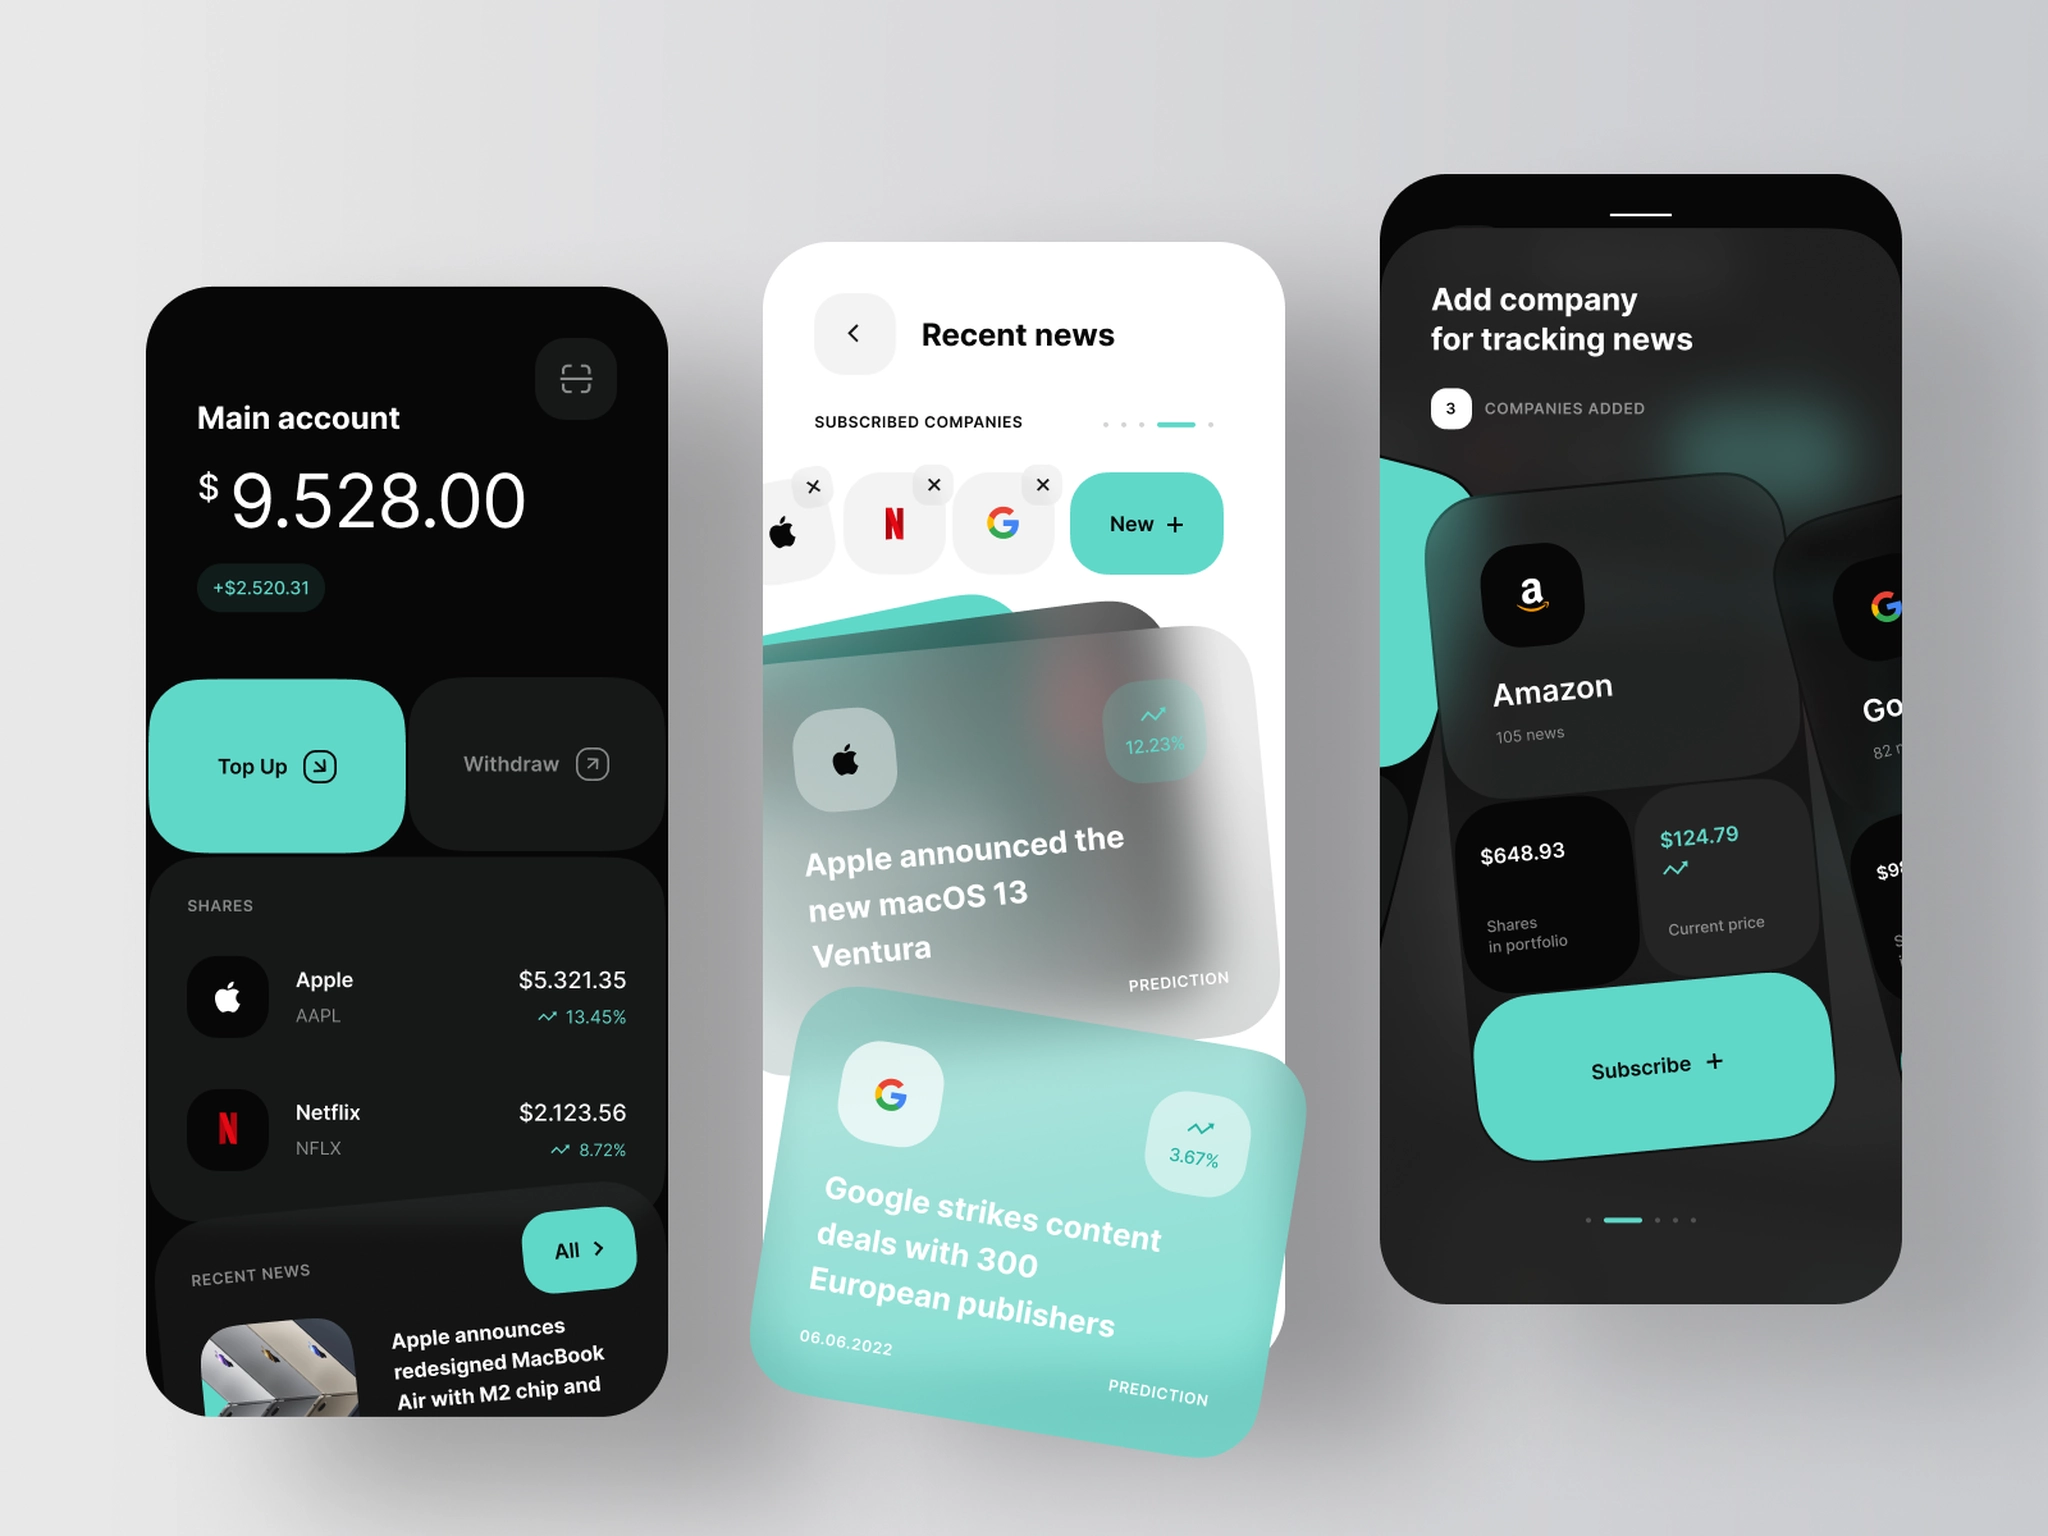 Main account
$ 9.528.00
+$2.520.31
Top Up
Withdraw
SHARES
Apple
$5.321.35
AAPL
13.45%
Netflix
$2.123.56
NFLX
8.72%
All
RECENT NEWS
Apple announces
redesigned MacBook
Air with M2 chip and
Recent news
SUBSCRIBED COMPANIES
New +
12.23%
Apple announced the
new macOS 13
Ventura
PREDICTION
3.67%
Google strikes content
deals with 300
European publishers
06.06.2022
PREDICTION
Add company
for tracking news
3 COMPANIES ADDED
Amazon
105 news
$648.93
Shares
in portfolio
$124.79
Current price
Subscribe +
Go
82